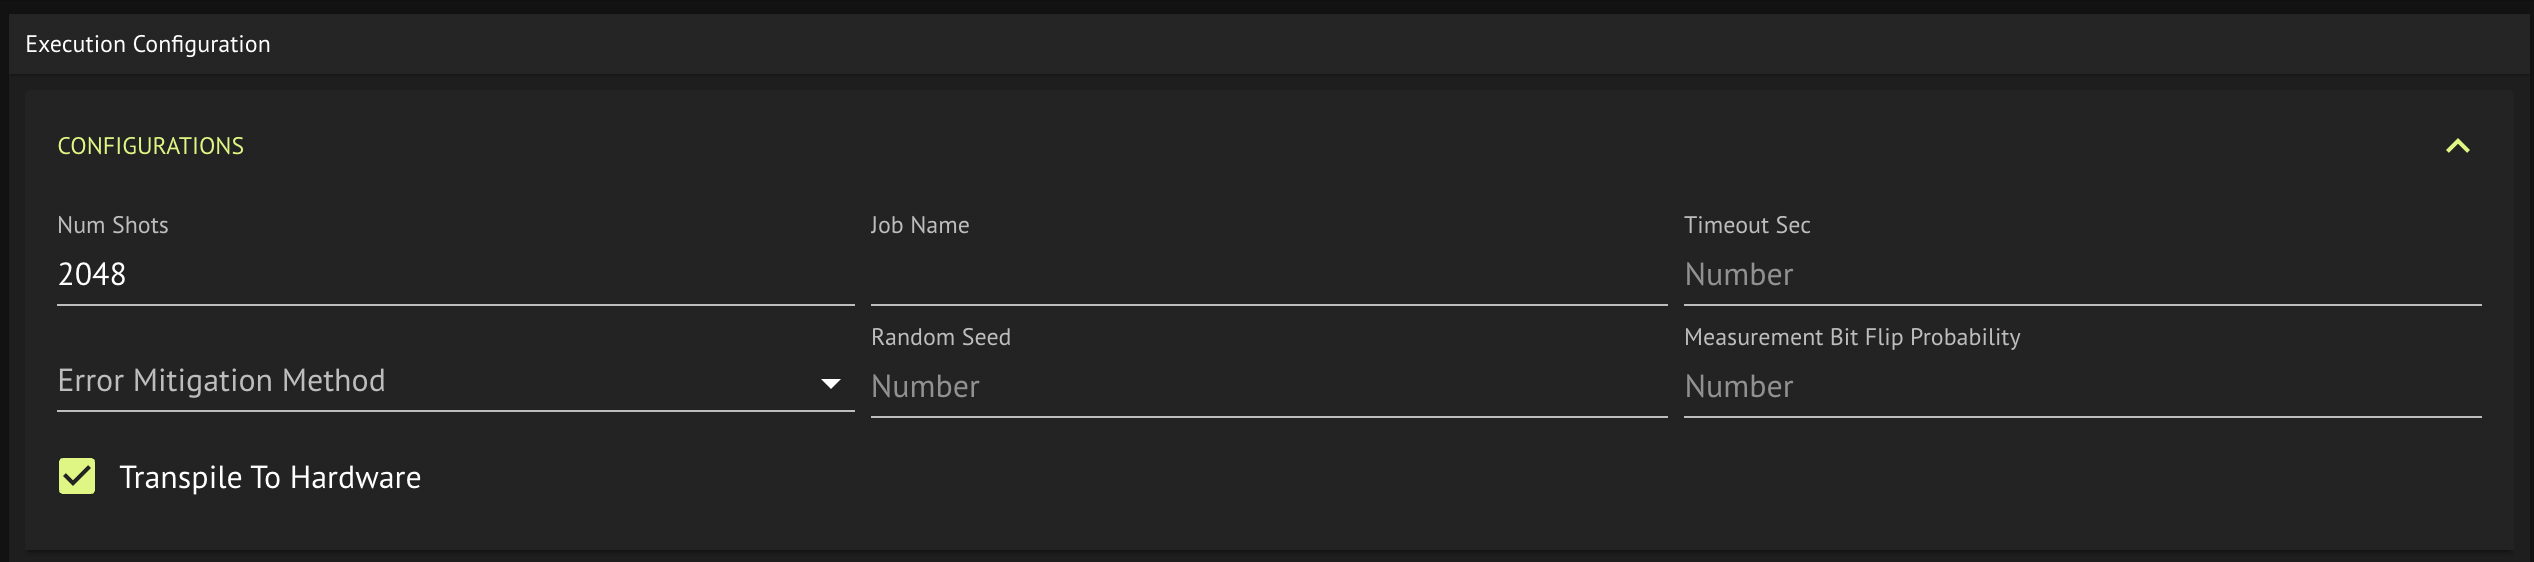 Execution Configuration
CONFIGURATIONS
Num Shots
Job Name
Timeout Sec
2048
Number
Error Mitigation Method
Random Seed
Measurement Bit Flip Probability
Number
Number
Transpile To Hardware